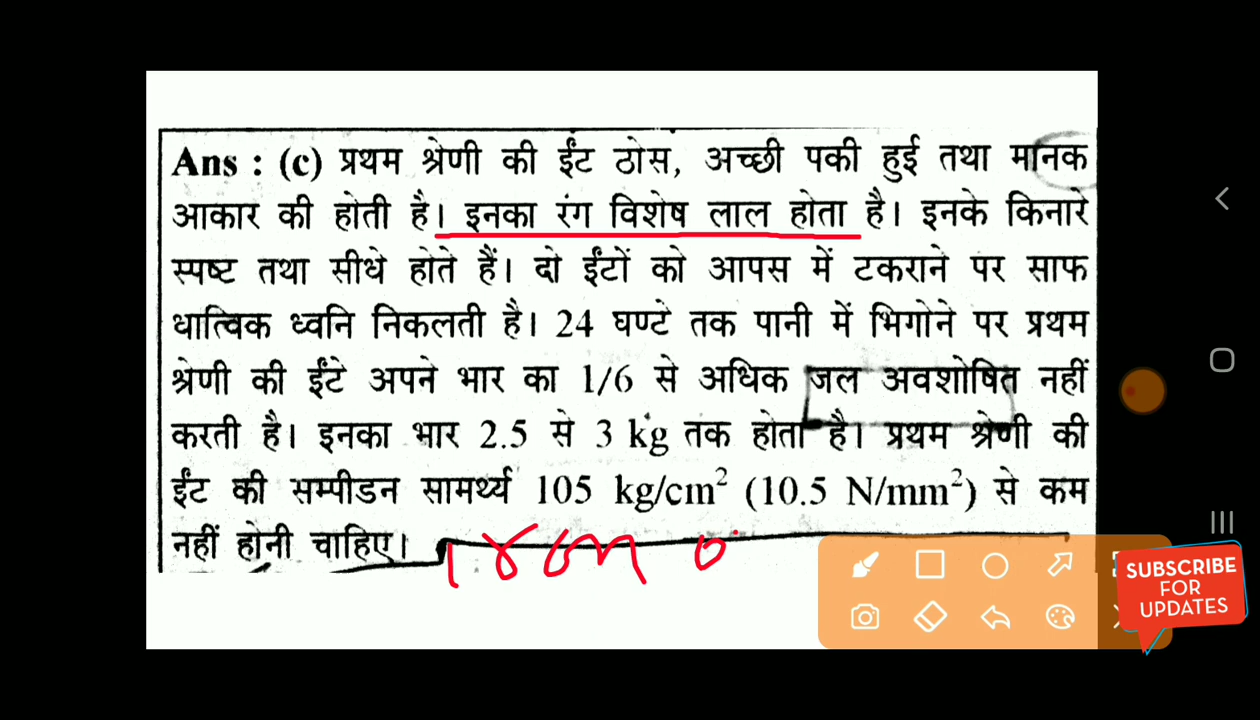 Ans : (c) प्रथम श्रेणी की ईंट ठोस, अच्छी पकी हुई तथा मानक
आकार की होती है। इनका रंग विशेष लाल होता है। इनके किनारे
स्पष्ट तथा सीधे होते हैं। दो ईंटों को आपस में टकराने पर साफ
धात्विक ध्वनि निकलती है। 24 घण्टे तक पानी में भिगोने पर प्रथम
श्रेणी की ईंटे अपने भार का 1/6 से अधिक जल अवशोषित नहीं
करती है। इनका भार 2.5 से 3 kg तक होता है। प्रथम श्रेणी की
ईंट की सम्पीडन सामर्थ्य 105 kg/cm² (10.5 N/mm²) से कम
नहीं होनी चाहिए।
Iron o
SUBSCRIBE
FOR
UPDATES